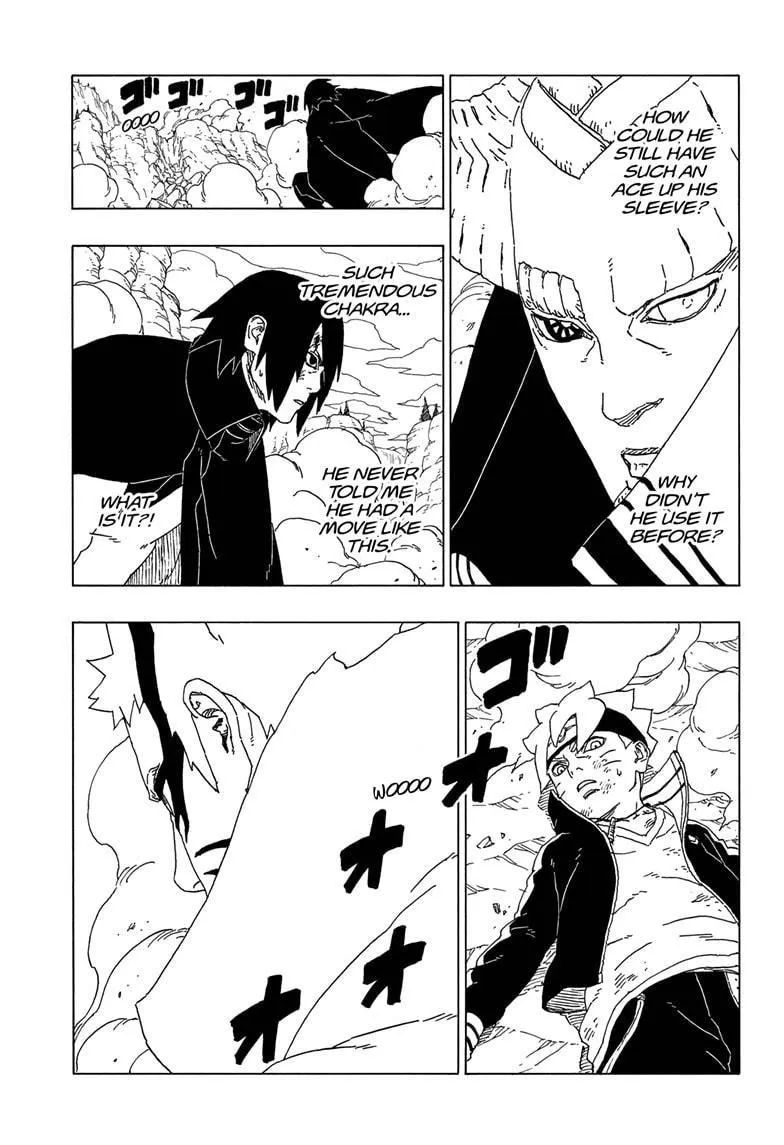 HOW
COULD HE
STILL HAVE
SUCH AN
ACE UP HIS
SLEEVE?
WHY
DIDN'T
HE USE IT
BEFORE?
ゴゴゴゴ
OOOO
SUCH
TREMENDOUS
CHAKRA...
HE NEVER
TOLD ME
HE HAD A
MOVE LIKE
THIS.
WHAT
IS IT?!
ゴオオオオ
WOOOO